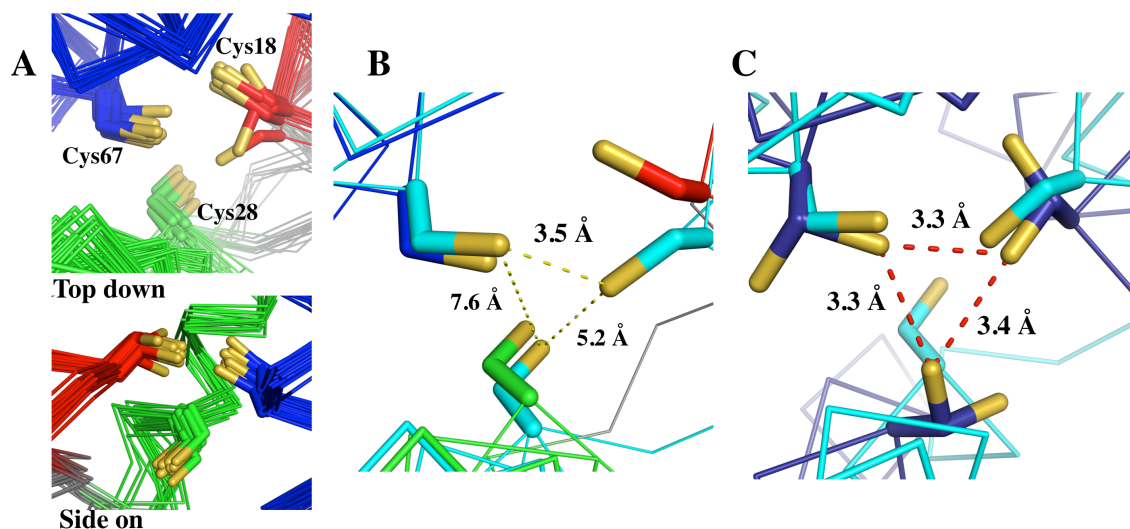 A
Cys18
Cys67
Cys28
Top down
Side on
B
3.5 Å
7.6 Å
5.2 Å
C
3.3 Å
3.3 Å
3.4 Å